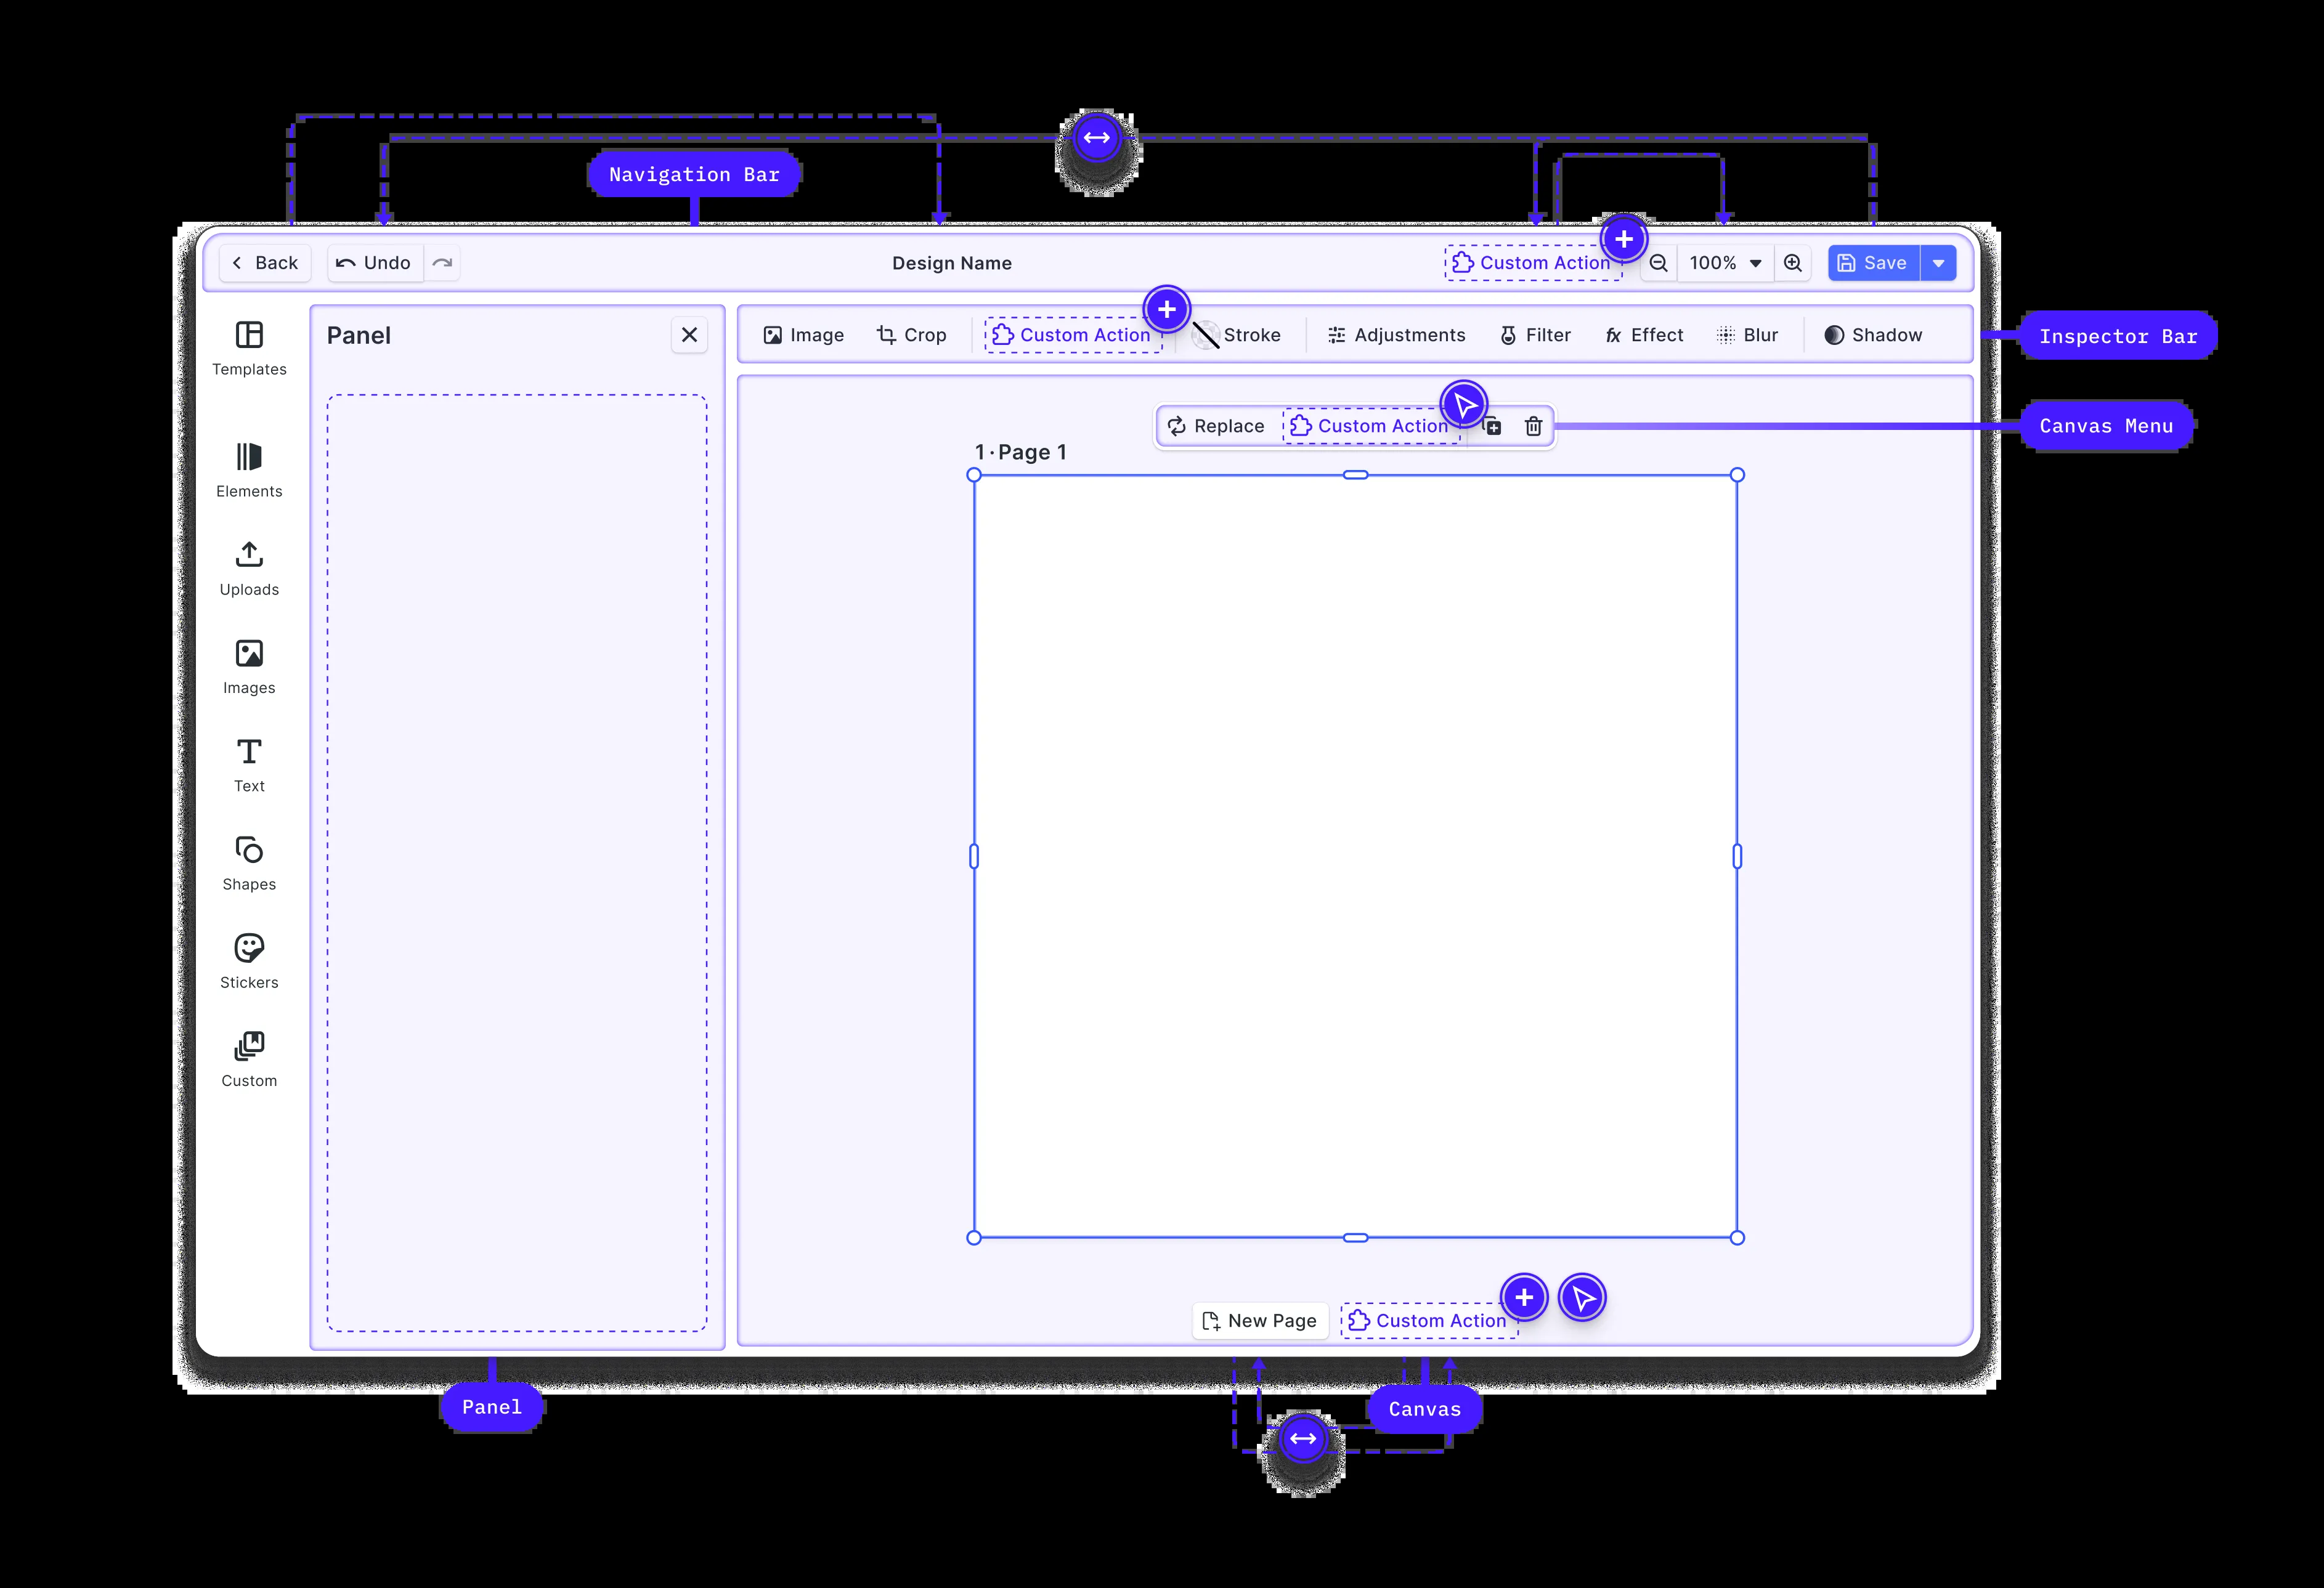 Navigation Bar
Back
Undo
Design Name
Custom Action
100%
Save
Templates
Elements
Uploads
Images
Text
Shapes
Stickers
Custom
Panel
Image
Crop
Custom Action
Stroke
Adjustments
Filter
fx Effect
Blur
Shadow
Inspector Bar
Replace
Custom Action
Canvas Menu
1 · Page 1
New Page
Custom Action
Panel
Canvas